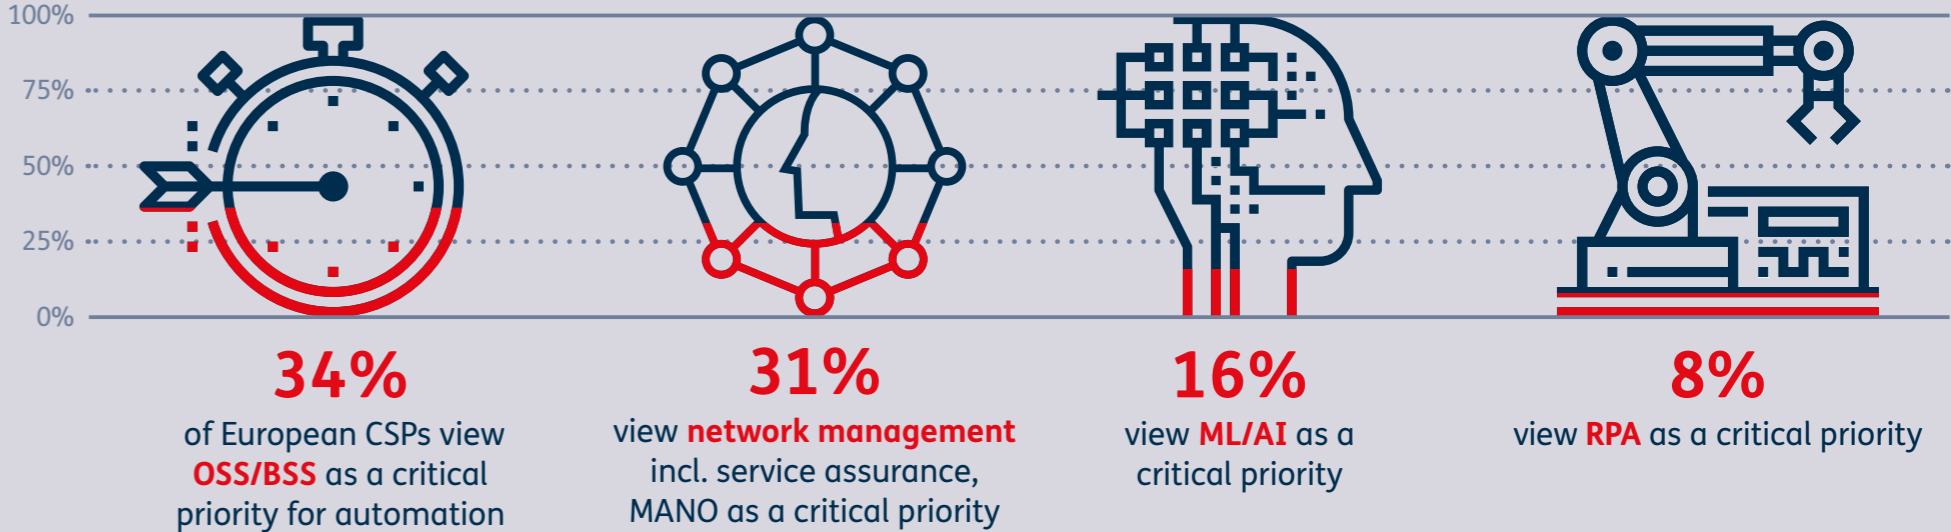 100%
75%
50%
25%
0%
34%
of European CSPs view
OSS/BSS as a critical
priority for automation
31%
view network management
incl. service assurance,
MANO as a critical priority
16%
view ML/AI as a
critical priority
8%
view RPA as a critical priority